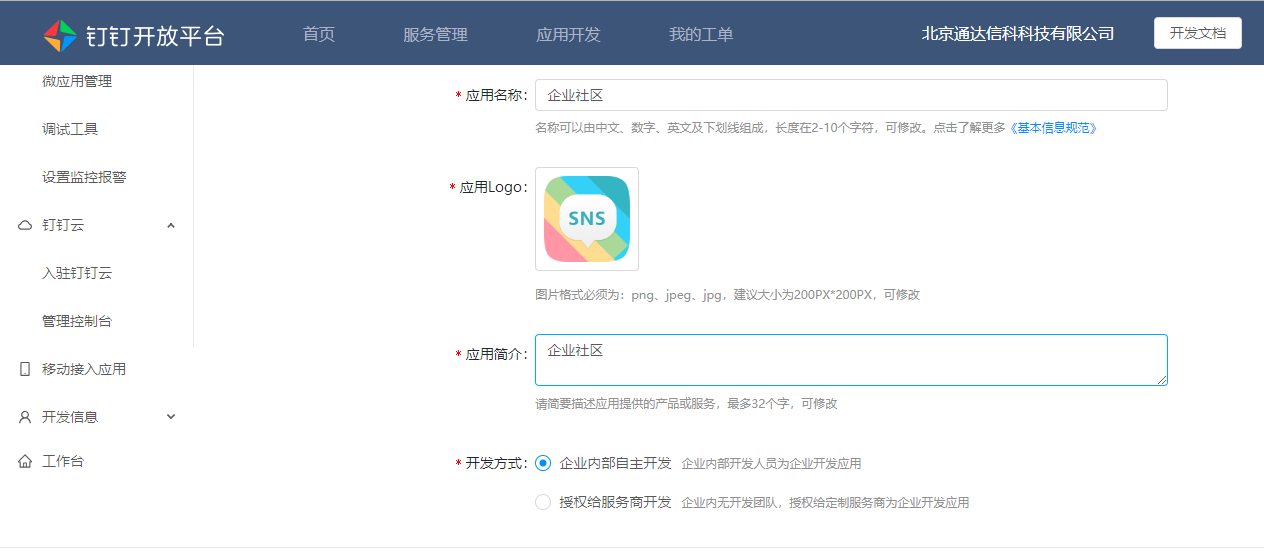 钉钉开放平台 首页 服务管理 应用开发 我的工单 北京通达信科科技有限公司 开发文档
微应用管理
调试工具
设置监控报警
钉钉云
入驻钉钉云
管理控制台
移动接入应用
开发信息
工作台
* 应用名称: 企业社区
名称可以由中文、数字、英文及下划线组成，长度在2-10个字符，可修改。点击了解更多《基本信息规范》
* 应用Logo:
SNS
图片格式必须为：png、jpeg、jpg，建议大小为200PX*200PX，可修改
* 应用简介: 企业社区
请简要描述应用提供的产品或服务，最多32个字，可修改
* 开发方式: 企业内部自主开发 企业内部开发人员为企业开发应用
授权给服务商开发 企业内无开发团队，授权给定制服务商为企业开发应用